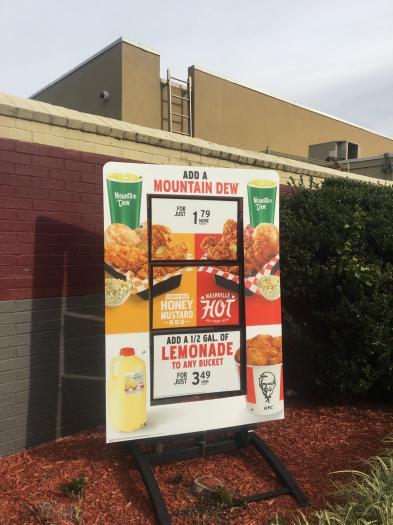 ADD A
MOUNTAIN DEW
Mountain
Dew
FOR
JUST
1 79
MORE
Mountain
Dew
HONEY
MUSTARD
BBQ
NASHVILLE
HOT
ADD A 1/2 GAL. OF
LEMONADE
TO ANY BUCKET
FOR
JUST
3 49
MORE
KFC